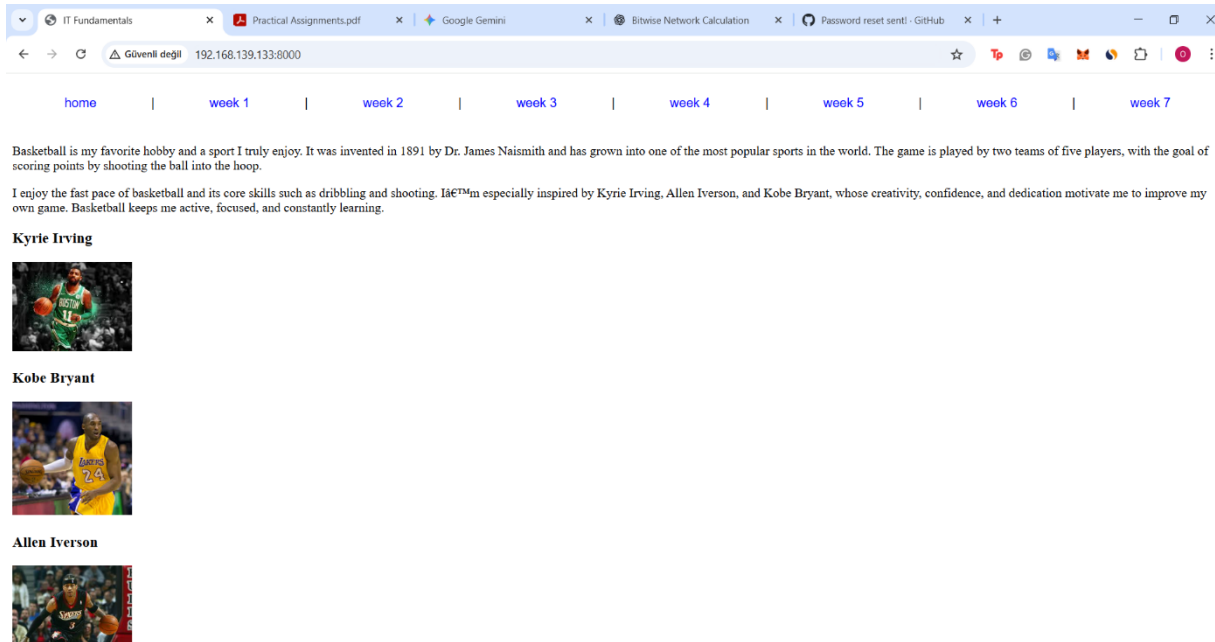 IT Fundamentals
Practical Assignments.pdf
Google Gemini
Bitwise Network Calculation
Password reset sent! · GitHub
Güvenli değil 192.168.139.133:8000
home | week 1 | week 2 | week 3 | week 4 | week 5 | week 6 | week 7
Basketball is my favorite hobby and a sport I truly enjoy. It was invented in 1891 by Dr. James Naismith and has grown into one of the most popular sports in the world. The game is played by two teams of five players, with the goal of
scoring points by shooting the ball into the hoop.
I enjoy the fast pace of basketball and its core skills such as dribbling and shooting. Iâ€™m especially inspired by Kyrie Irving, Allen Iverson, and Kobe Bryant, whose creativity, confidence, and dedication motivate me to improve my
own game. Basketball keeps me active, focused, and constantly learning.
Kyrie Irving
BOSTON
11
Kobe Bryant
LAKERS
24
Allen Iverson
SIXERS
3